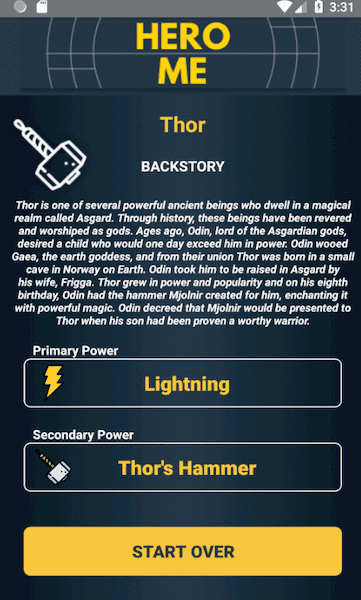 3:31
HERO
ME
Thor
BACKSTORY
Thor is one of several powerful ancient beings who dwell in a magical
realm called Asgard. Through history, these beings have been revered
and worshiped as gods. Ages ago, Odin, lord of the Asgardian gods,
desired a child who would one day exceed him in power. Odin wooed
Gaea, the earth goddess, and from their union Thor was born in a small
cave in Norway on Earth. Odin took him to be raised in Asgard by
his wife, Frigga. Thor grew in power and popularity and on his eighth
birthday, Odin had the hammer Mjolnir created for him, enchanting it
with powerful magic. Odin decreed that Mjolnir would be presented to
Thor when his son had been proven a worthy warrior.
Primary Power
Lightning
Secondary Power
Thor's Hammer
START OVER